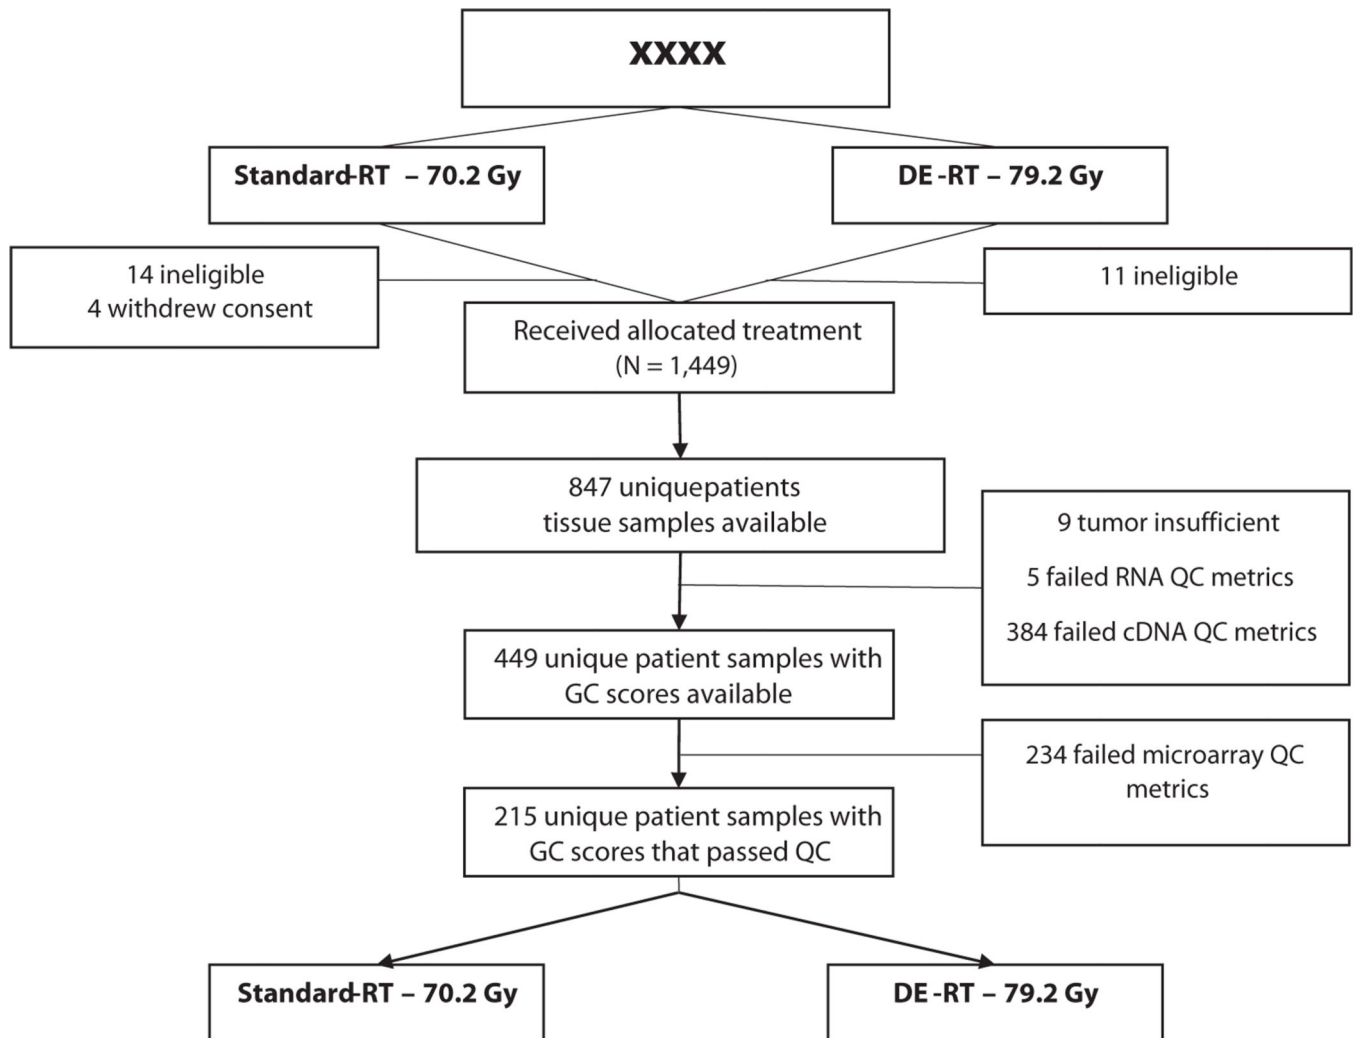 XXXX
Standard-RT – 70.2 Gy
DE-RT – 79.2 Gy
14 ineligible
4 withdrew consent
11 ineligible
Received allocated treatment
(N = 1,449)
847 uniquepatients
tissue samples available
9 tumor insufficient
5 failed RNA QC metrics
384 failed cDNA QC metrics
449 unique patient samples with
GC scores available
234 failed microarray QC
metrics
215 unique patient samples with
GC scores that passed QC
Standard-RT – 70.2 Gy
DE-RT – 79.2 Gy